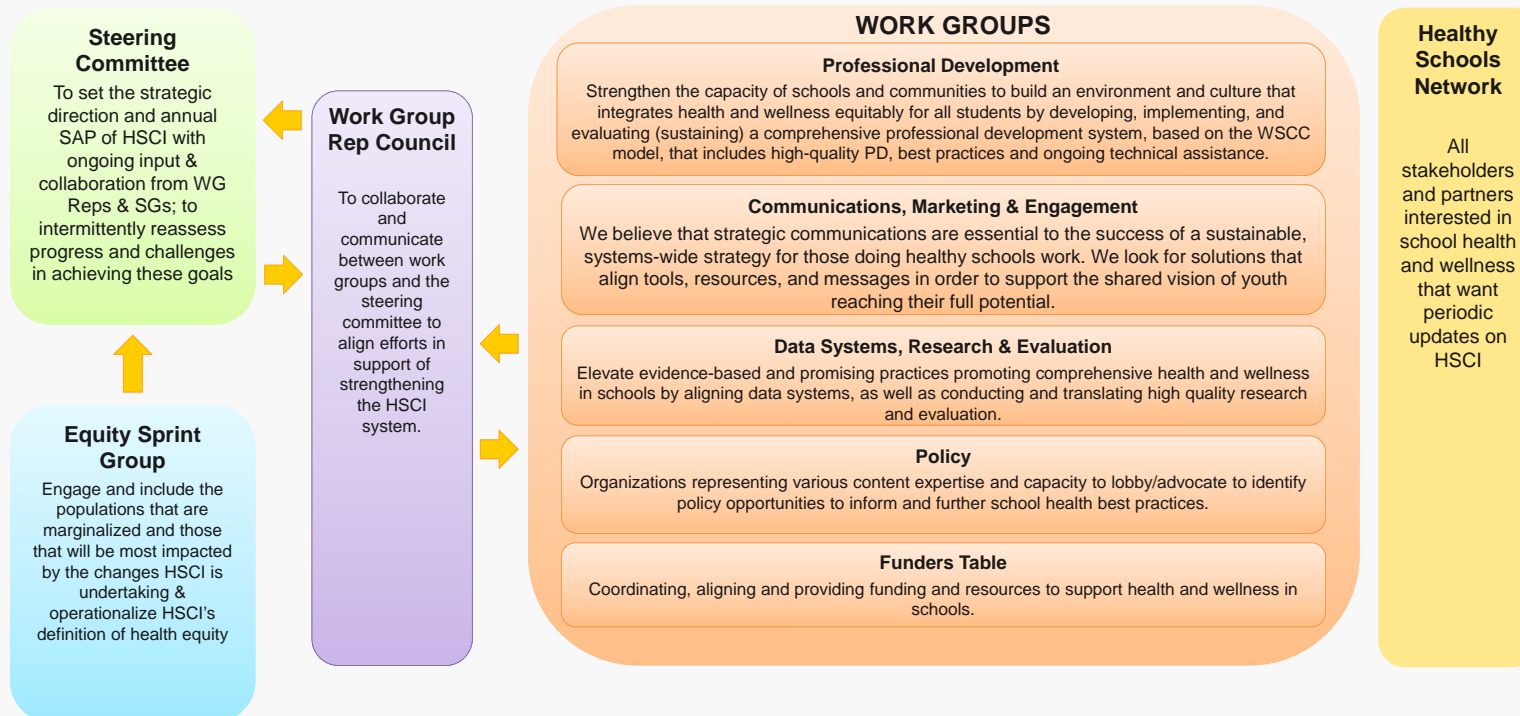 Steering
Committee
To set the strategic
direction and annual
SAP of HSCI with
ongoing input &
collaboration from WG
Reps & SGs; to
intermittently reassess
progress and challenges
in achieving these goals
Equity Sprint
Group
Engage and include the
populations that are
marginalized and those
that will be most impacted
by the changes HSCI is
undertaking &
operationalize HSCI's
definition of health equity
Work Group
Rep Council
To collaborate
and
communicate
between work
groups and the
steering
committee to
align efforts in
support of
strengthening
the HSCI
system.
WORK GROUPS
Professional Development
Strengthen the capacity of schools and communities to build an environment and culture that
integrates health and wellness equitably for all students by developing, implementing, and
evaluating (sustaining) a comprehensive professional development system, based on the WSCC
model, that includes high-quality PD, best practices and ongoing technical assistance.
Communications, Marketing & Engagement
We believe that strategic communications are essential to the success of a sustainable,
systems-wide strategy for those doing healthy schools work. We look for solutions that
align tools, resources, and messages in order to support the shared vision of youth
reaching their full potential.
Data Systems, Research & Evaluation
Elevate evidence-based and promising practices promoting comprehensive health and wellness
in schools by aligning data systems, as well as conducting and translating high quality research
and evaluation.
Policy
Organizations representing various content expertise and capacity to lobby/advocate to identify
policy opportunities to inform and further school health best practices.
Funders Table
Coordinating, aligning and providing funding and resources to support health and wellness in
schools.
Healthy
Schools
Network
All
stakeholders
and partners
interested in
school health
and wellness
that want
periodic
updates on
HSCI